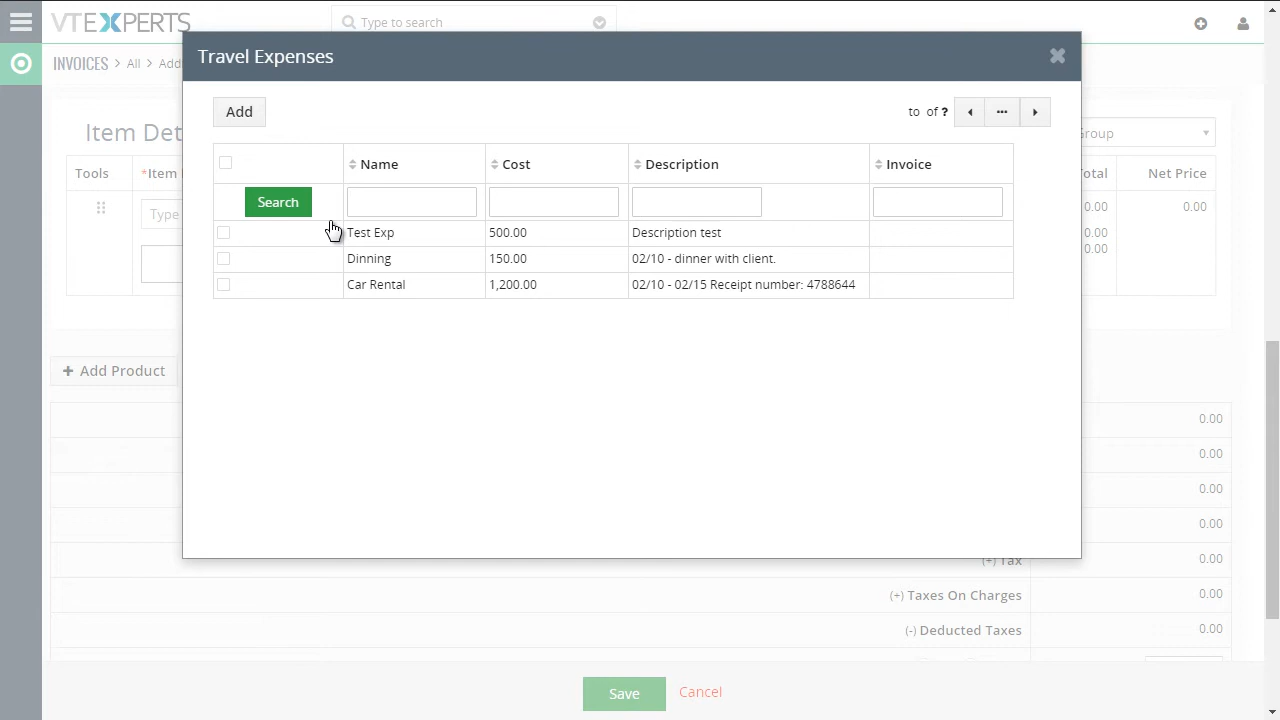 VTEXPERTS
Type to search
INVOICES > All > Add
Travel Expenses
Add
to of ?
Item Det
Group
Tools
*Item
Name
Cost
Description
Invoice
Total
Net Price
Search
Type
0.00
0.00
Test Exp
500.00
Description test
0.00
0.00
Dinning
150.00
02/10 - dinner with client.
Car Rental
1,200.00
02/10 - 02/15 Receipt number: 4788644
+ Add Product
0.00
0.00
0.00
0.00
(+) Tax
0.00
(+) Taxes On Charges
0.00
(-) Deducted Taxes
0.00
Save
Cancel